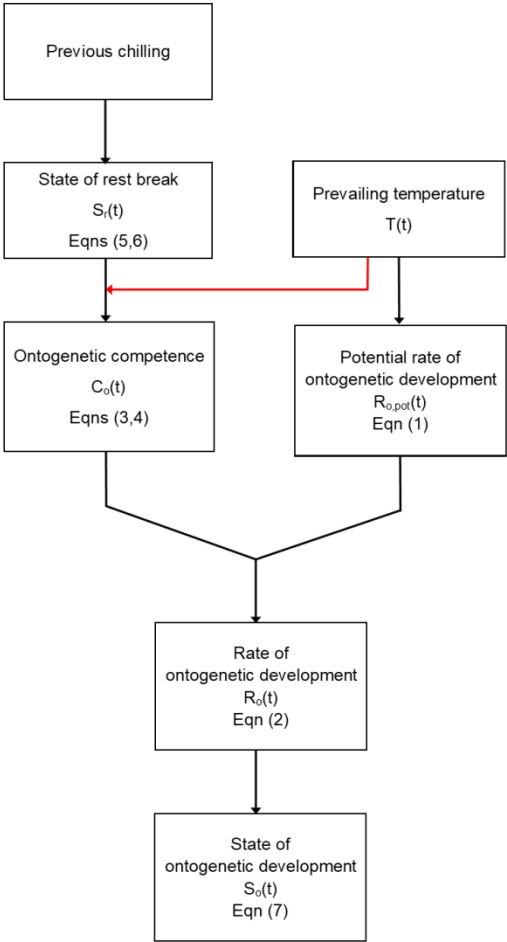 Previous chilling
State of rest break
Sᵣ(t)
Eqns (5,6)
Prevailing temperature
T(t)
Ontogenetic competence
Cₒ(t)
Eqns (3,4)
Potential rate of
ontogenetic development
Rₒ,ₚₒₜ(t)
Eqn (1)
Rate of
ontogenetic development
Rₒ(t)
Eqn (2)
State of
ontogenetic development
Sₒ(t)
Eqn (7)